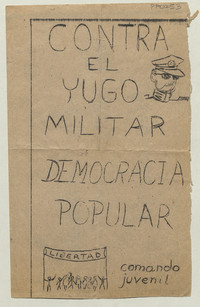 CONTRA
EL
YUGO
MILITAR
DEMOCRACIA
POPULAR
LIBERTAD
comando
juvenil